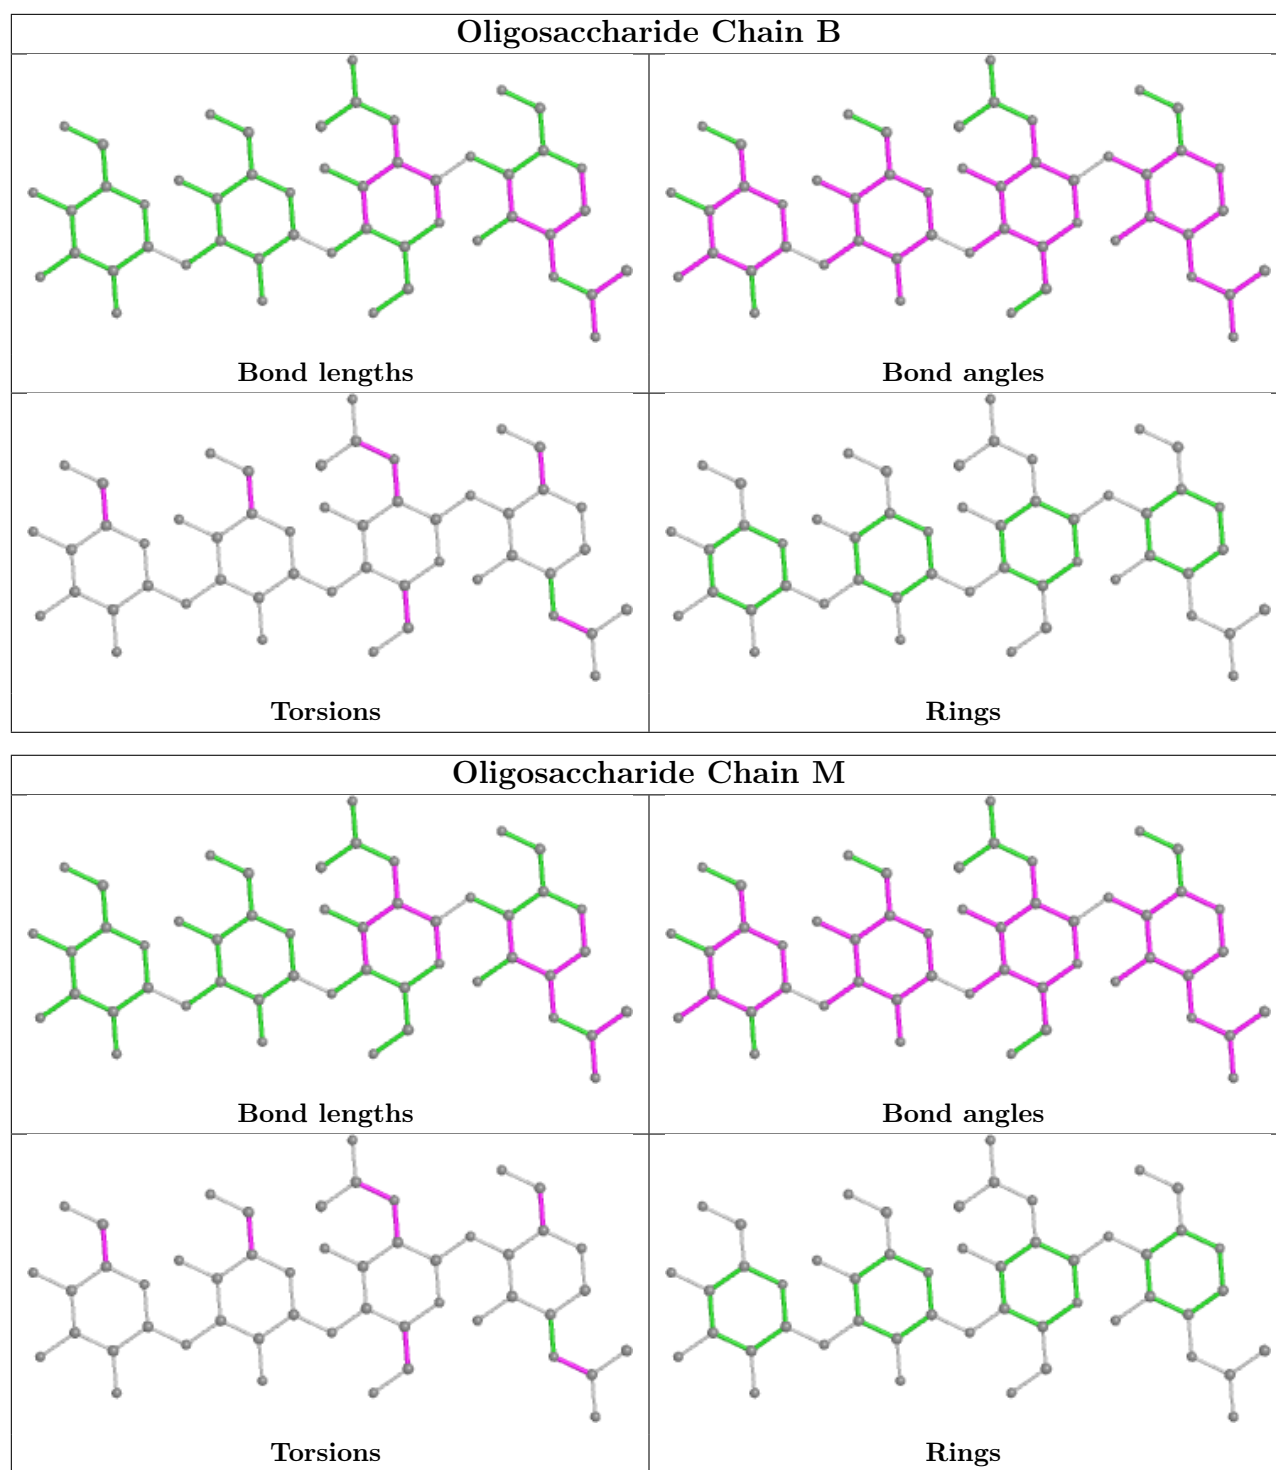 Oligosaccharide Chain B
Bond lengths
Bond angles
Torsions
Rings
Oligosaccharide Chain M
Bond lengths
Bond angles
Torsions
Rings